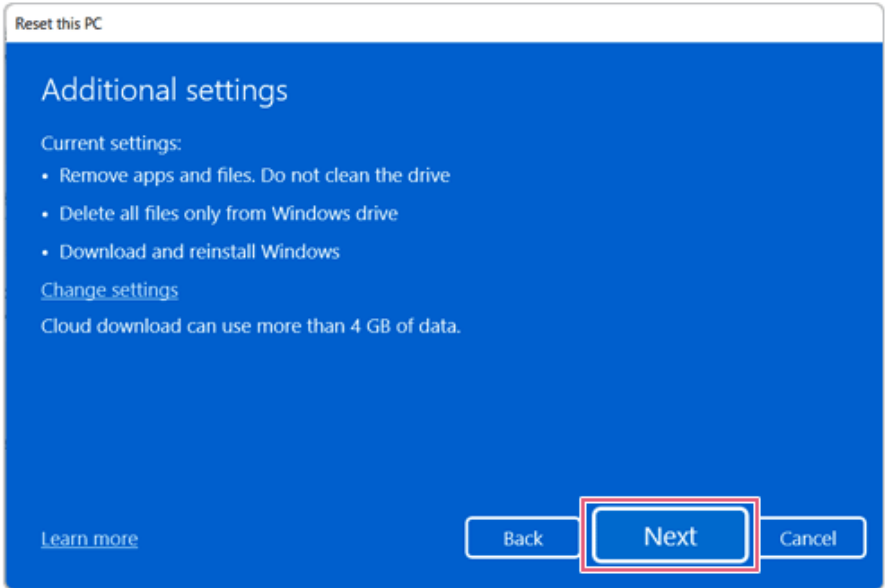 Reset this PC
Additional settings
Current settings:
• Remove apps and files. Do not clean the drive
• Delete all files only from Windows drive
• Download and reinstall Windows
Change settings
Cloud download can use more than 4 GB of data.
Learn more
Back
Next
Cancel